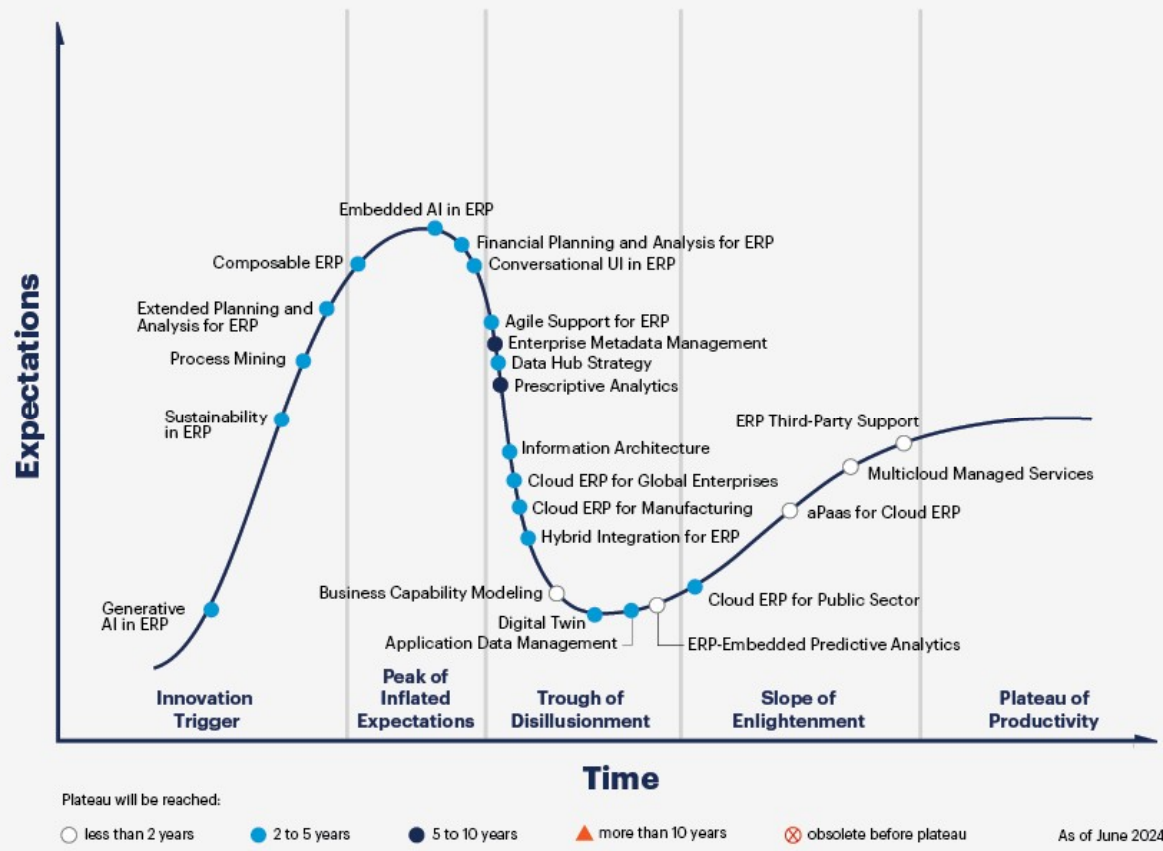 Expectations
Embedded AI in ERP
Financial Planning and Analysis for ERP
Composable ERP
Conversational UI in ERP
Extended Planning and
Analysis for ERP
Agile Support for ERP
Enterprise Metadata Management
Process Mining
Data Hub Strategy
Prescriptive Analytics
Sustainability
in ERP
ERP Third-Party Support
Information Architecture
Multicloud Managed Services
Cloud ERP for Global Enterprises
Cloud ERP for Manufacturing
aPaas for Cloud ERP
Hybrid Integration for ERP
Business Capability Modeling
Cloud ERP for Public Sector
Generative
AI in ERP
Digital Twin
Application Data Management
ERP-Embedded Predictive Analytics
Innovation
Trigger
Peak of
Inflated
Expectations
Trough of
Disillusionment
Slope of
Enlightenment
Plateau of
Productivity
Time
Plateau will be reached:
less than 2 years
2 to 5 years
5 to 10 years
more than 10 years
obsolete before plateau
As of June 2024